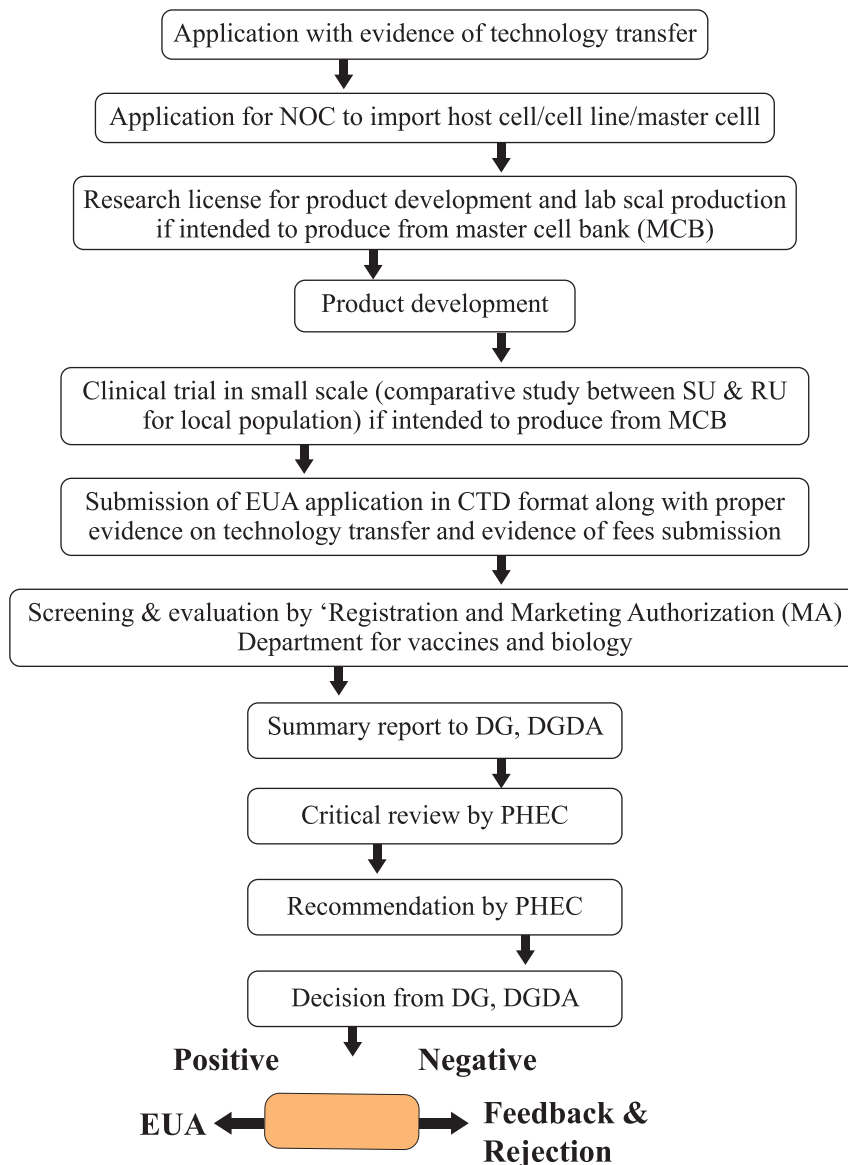 Application with evidence of technology transfer
Application for NOC to import host cell/cell line/master celll
Research license for product development and lab scal production
if intended to produce from master cell bank (MCB)
Product development
Clinical trial in small scale (comparative study between SU & RU
for local population) if intended to produce from MCB
Submission of EUA application in CTD format along with proper
evidence on technology transfer and evidence of fees submission
Screening & evaluation by ‘Registration and Marketing Authorization (MA)
Department for vaccines and biology
Summary report to DG, DGDA
Critical review by PHEC
Recommendation by PHEC
Decision from DG, DGDA
Positive
Negative
EUA
Feedback &
Rejection